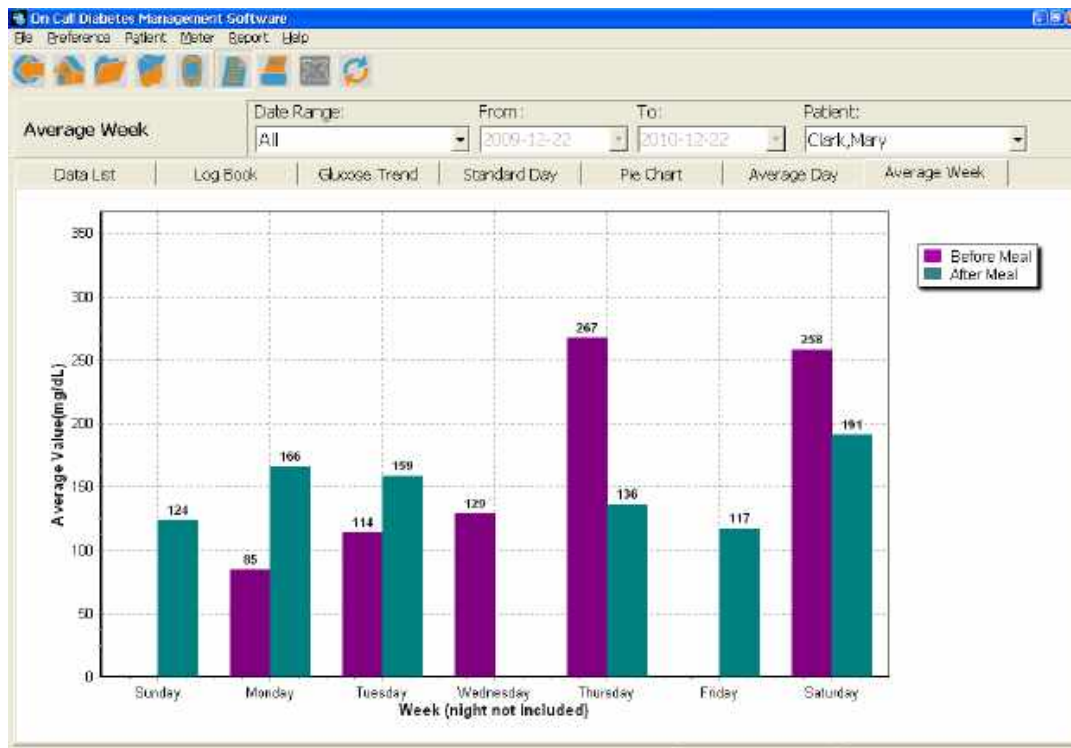 On Call Diabetes Management Software
File Preference Patient Meter Report Help
Average Week
Date Range: From: To: Patient:
All 2009-12-22 2010-12-22 Clark,Mary
Data List Log Book Glucose Trend Standard Day Pie Chart Average Day Average Week
Before Meal
After Meal
Average Value(mg/dL)
350
300
250
200
150
100
50
0
124
85
166
114
159
129
267
136
117
258
191
Sunday Monday Tuesday Wednesday Thursday Friday Saturday
Week (night not included)